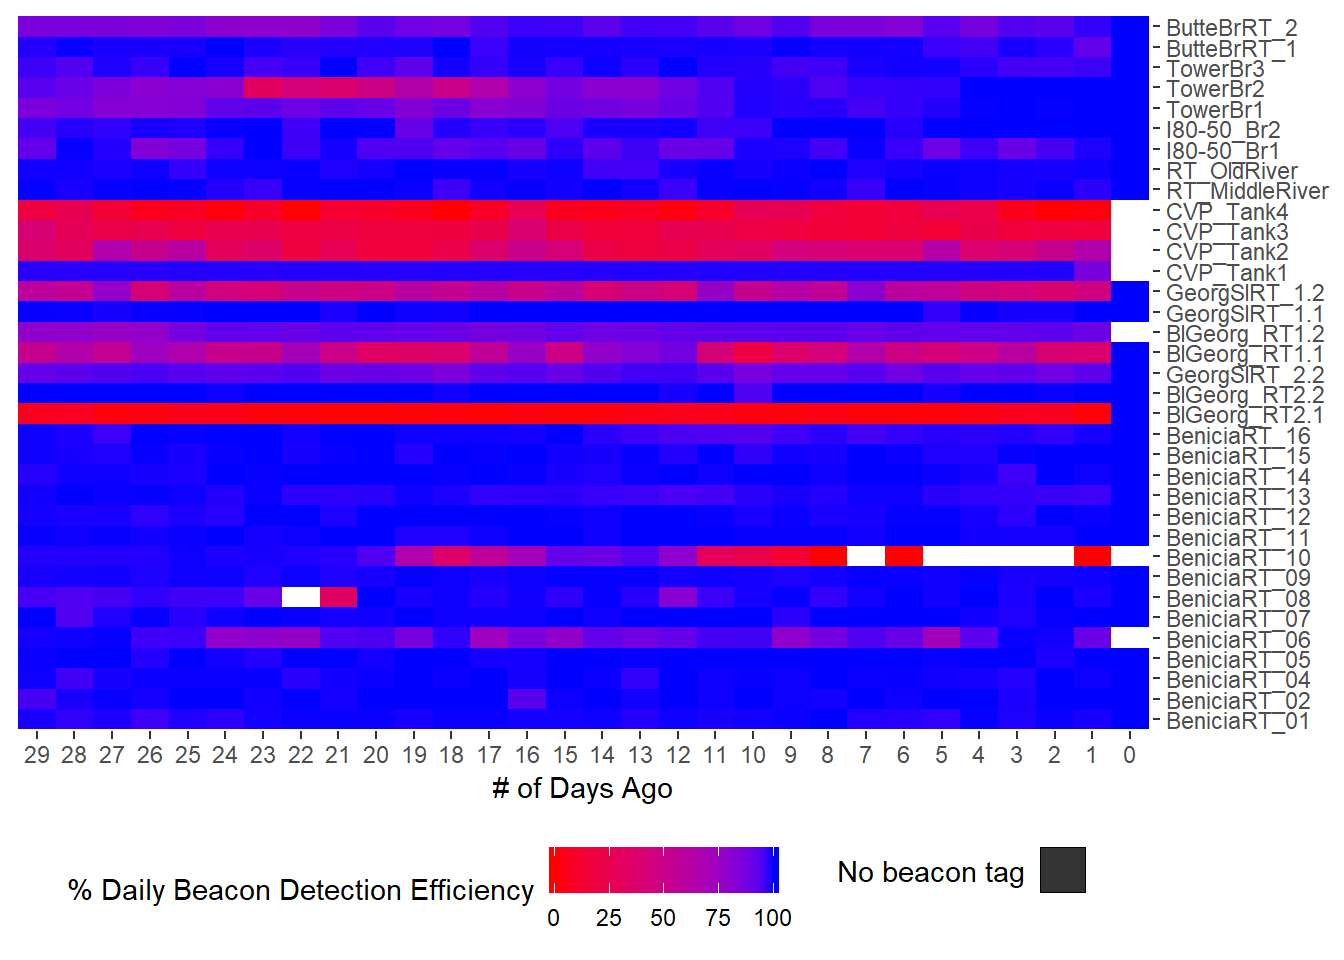 ButteBrRT_2
ButteBrRT_1
TowerBr3
TowerBr2
TowerBr1
I80-50_Br2
I80-50_Br1
RT_OldRiver
RT_MiddleRiver
CVP_Tank4
CVP_Tank3
CVP_Tank2
CVP_Tank1
GeorgSlRT_1.2
GeorgSlRT_1.1
BlGeorg_RT1.2
BlGeorg_RT1.1
GeorgSlRT_2.2
BlGeorg_RT2.2
BlGeorg_RT2.1
BeniciaRT_16
BeniciaRT_15
BeniciaRT_14
BeniciaRT_13
BeniciaRT_12
BeniciaRT_11
BeniciaRT_10
BeniciaRT_09
BeniciaRT_08
BeniciaRT_07
BeniciaRT_06
BeniciaRT_05
BeniciaRT_04
BeniciaRT_02
BeniciaRT_01
29 28 27 26 25 24 23 22 21 20 19 18 17 16 15 14 13 12 11 10 9 8 7 6 5 4 3 2 1 0
# of Days Ago
% Daily Beacon Detection Efficiency
0 25 50 75 100
No beacon tag